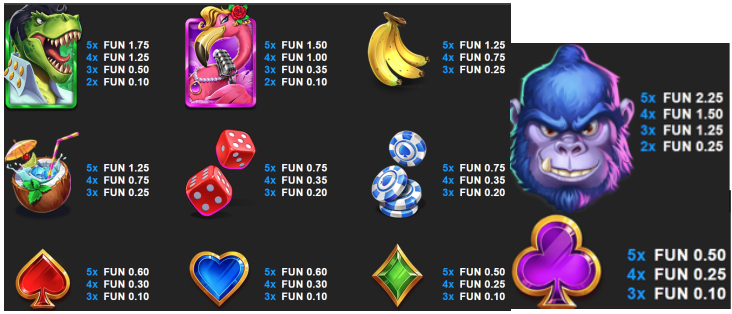 5x FUN 1.75
4x FUN 1.25
3x FUN 0.50
2x FUN 0.10
5x FUN 1.50
4x FUN 1.00
3x FUN 0.35
2x FUN 0.10
5x FUN 1.25
4x FUN 0.75
3x FUN 0.25
5x FUN 2.25
4x FUN 1.50
3x FUN 1.25
2x FUN 0.25
5x FUN 1.25
4x FUN 0.75
3x FUN 0.25
5x FUN 0.75
4x FUN 0.35
3x FUN 0.20
5x FUN 0.75
4x FUN 0.35
3x FUN 0.20
5x FUN 0.60
4x FUN 0.30
3x FUN 0.10
5x FUN 0.60
4x FUN 0.30
3x FUN 0.10
5x FUN 0.50
4x FUN 0.25
3x FUN 0.10
5x FUN 0.50
4x FUN 0.25
3x FUN 0.10